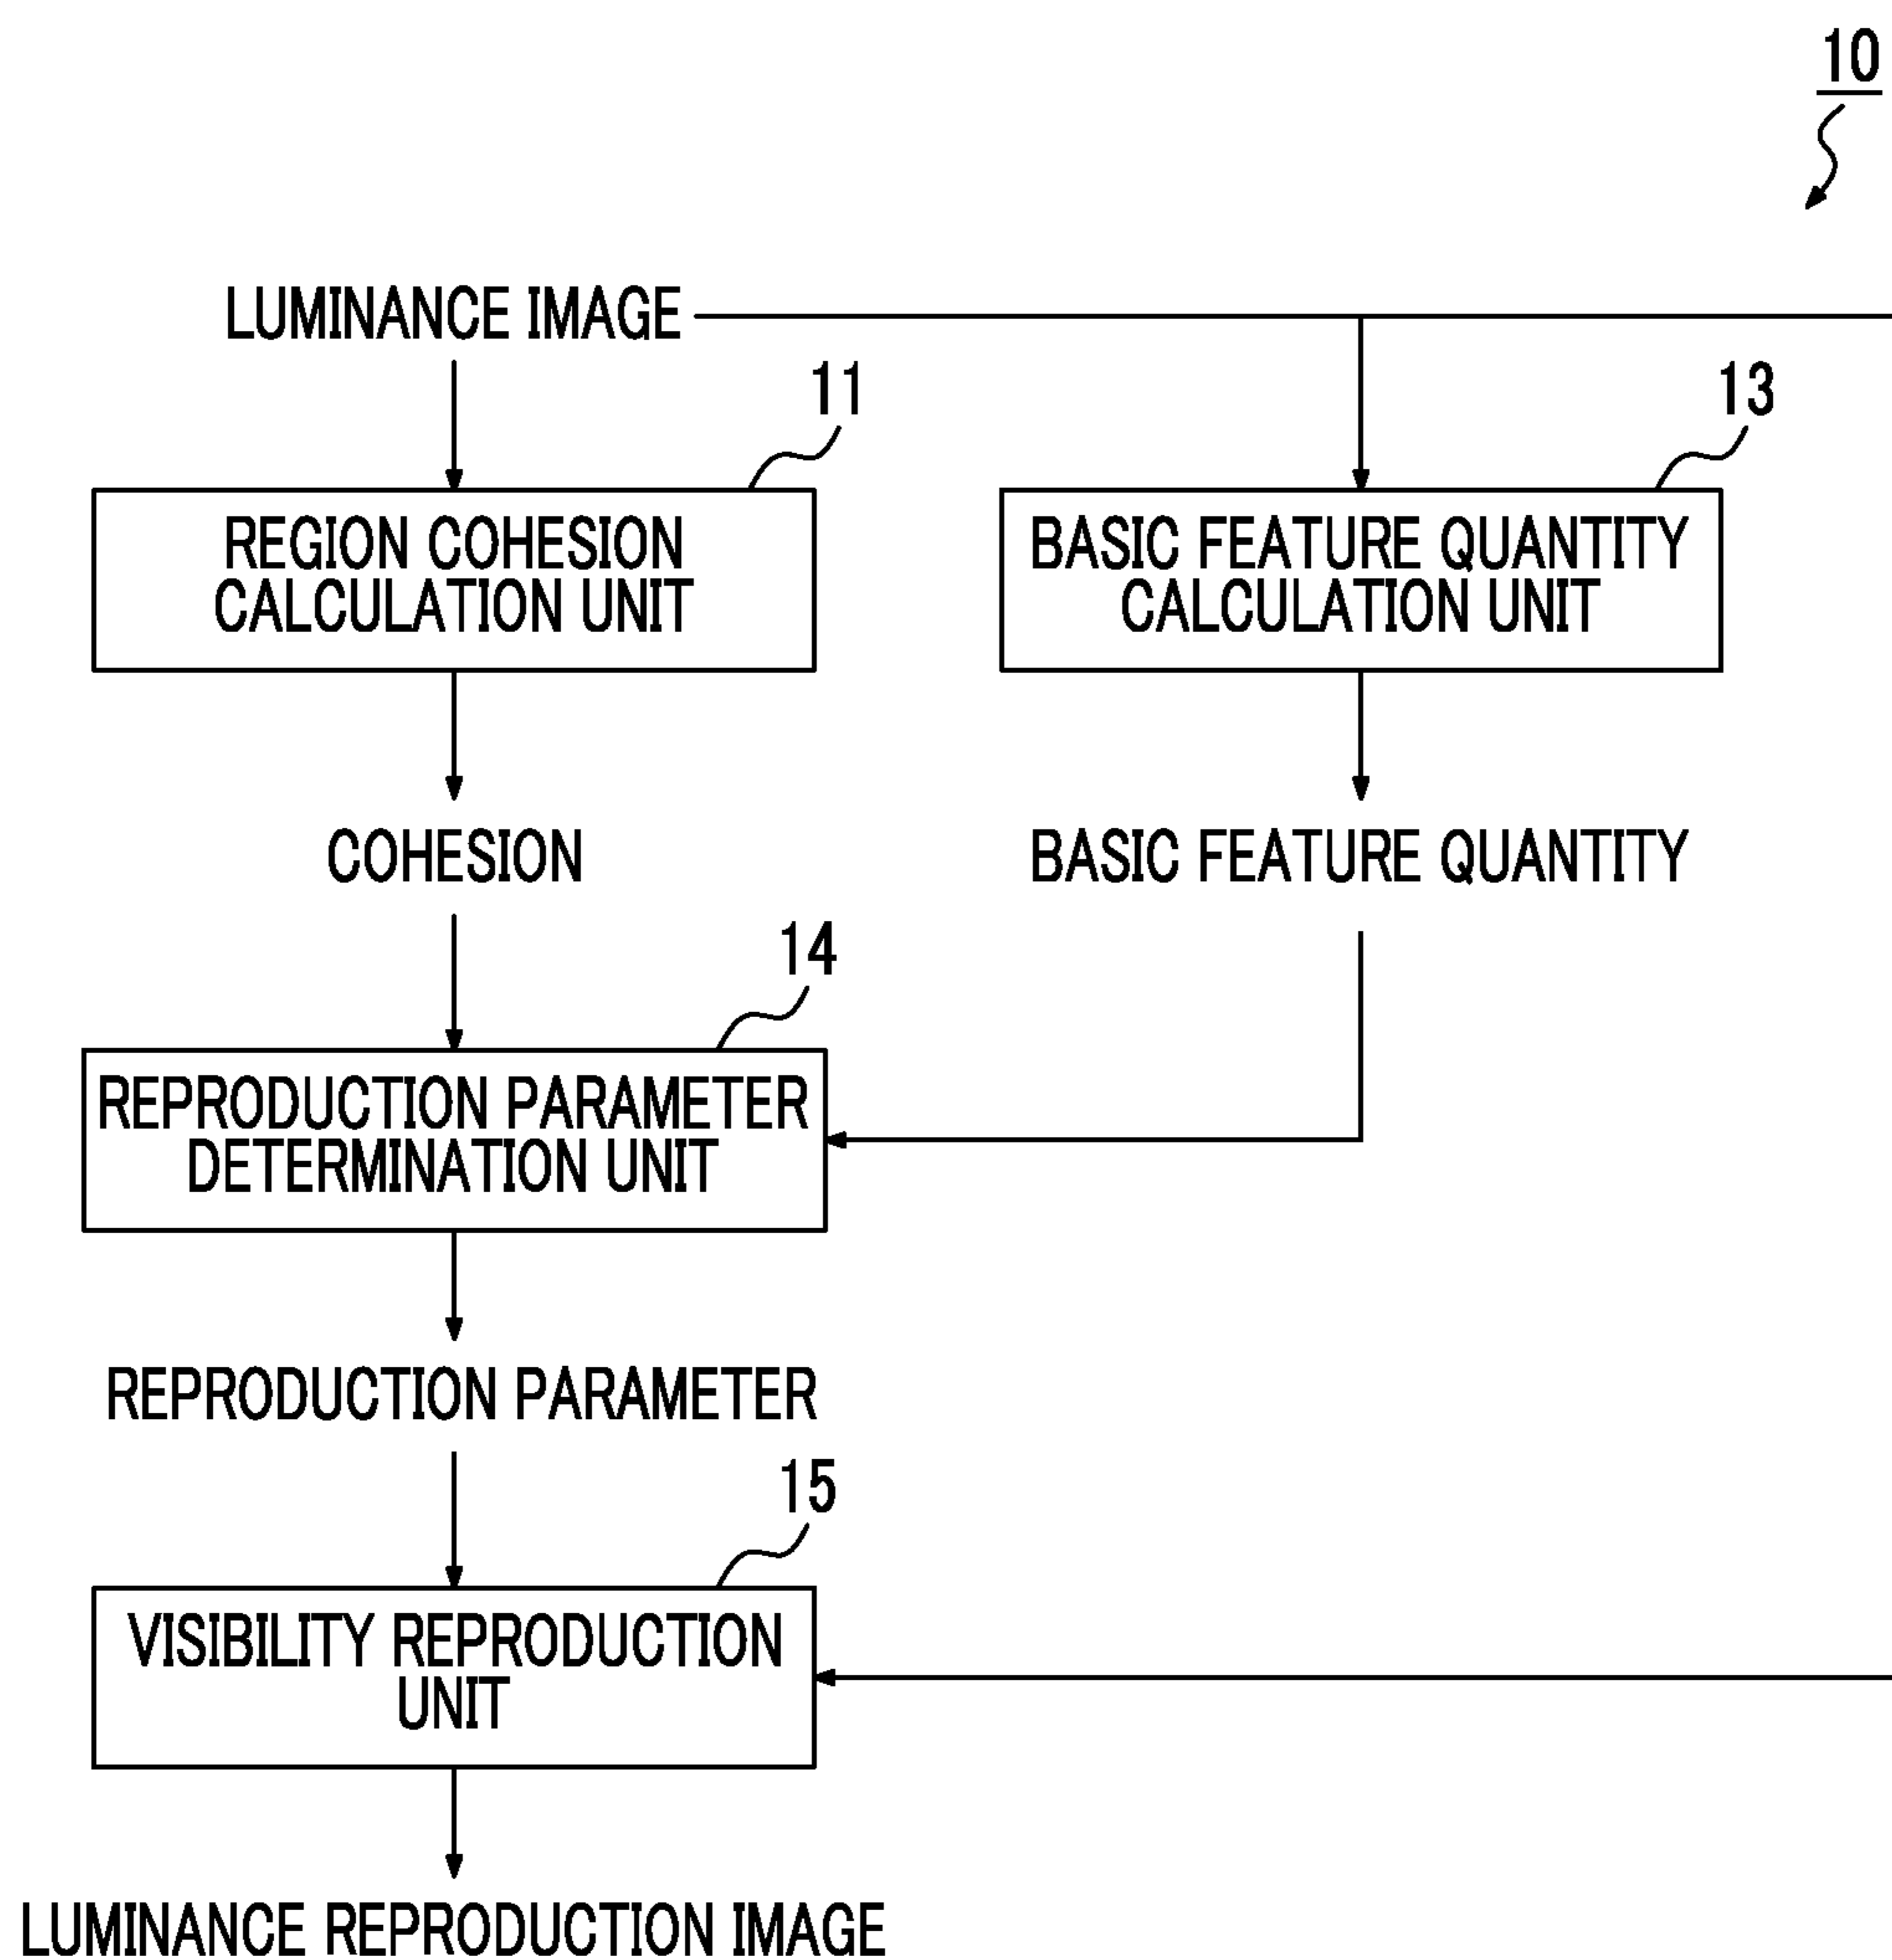 10
LUMINANCE IMAGE
11
13
REGION COHESION
CALCULATION UNIT
BASIC FEATURE QUANTITY
CALCULATION UNIT
COHESION
BASIC FEATURE QUANTITY
14
REPRODUCTION PARAMETER
DETERMINATION UNIT
REPRODUCTION PARAMETER
15
VISIBILITY REPRODUCTION
UNIT
LUMINANCE REPRODUCTION IMAGE